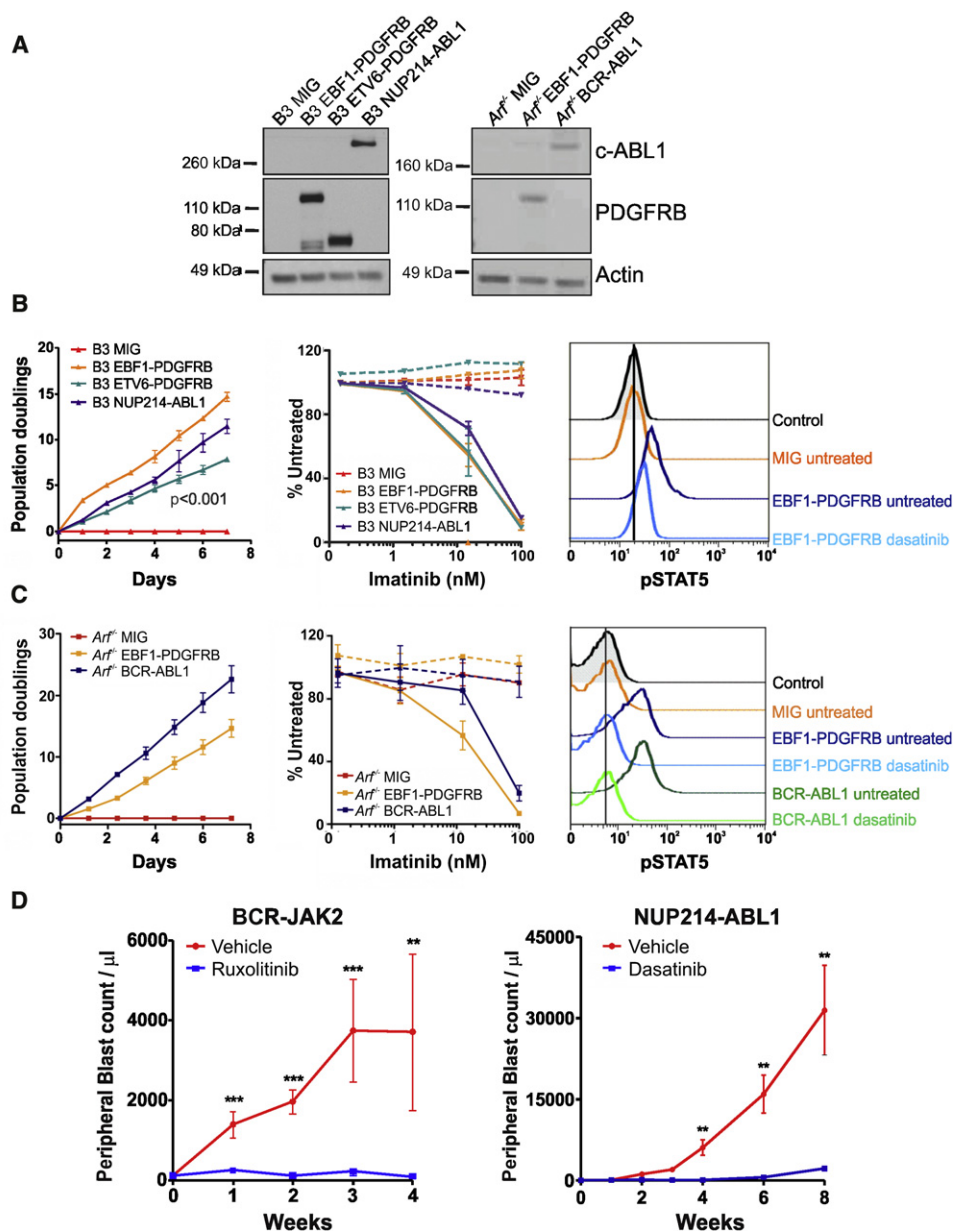 A
B3 MIG
B3 EBF1-PDGFRB
B3 ETV6-PDGFRB
B3 NUP214-ABL1
Arf-/- MIG
Arf-/- EBF1-PDGFRB
Arf-/- BCR-ABL1
260 kDa
160 kDa
c-ABL1
110 kDa
80 kDa
110 kDa
PDGFRB
49 kDa
49 kDa
Actin
B
Population doublings
20
15
10
5
0
B3 MIG
B3 EBF1-PDGFRB
B3 ETV6-PDGFRB
B3 NUP214-ABL1
p<0.001
0 2 4 6 8
Days
% Untreated
120
80
40
0
B3 MIG
B3 EBF1-PDGFRB
B3 ETV6-PDGFRB
B3 NUP214-ABL1
0 1 10 100
Imatinib (nM)
Control
MIG untreated
EBF1-PDGFRB untreated
EBF1-PDGFRB dasatinib
10⁰ 10¹ 10² 10³ 10⁴
pSTAT5
C
Population doublings
30
20
10
0
Arf-/- MIG
Arf-/- EBF1-PDGFRB
Arf-/- BCR-ABL1
0 2 4 6 8
Days
% Untreated
120
80
40
0
Arf-/- MIG
Arf-/- EBF1-PDGFRB
Arf-/- BCR-ABL1
0 1 10 100
Imatinib (nM)
Control
MIG untreated
EBF1-PDGFRB untreated
EBF1-PDGFRB dasatinib
BCR-ABL1 untreated
BCR-ABL1 dasatinib
10⁰ 10¹ 10² 10³ 10⁴
pSTAT5
D
BCR-JAK2
Peripheral Blast count / µl
6000
4000
2000
0
Vehicle
Ruxolitinib
*** *** *** **
0 1 2 3 4
Weeks
NUP214-ABL1
Peripheral Blast count / µl
45000
30000
15000
0
Vehicle
Dasatinib
** ** **
0 2 4 6 8
Weeks